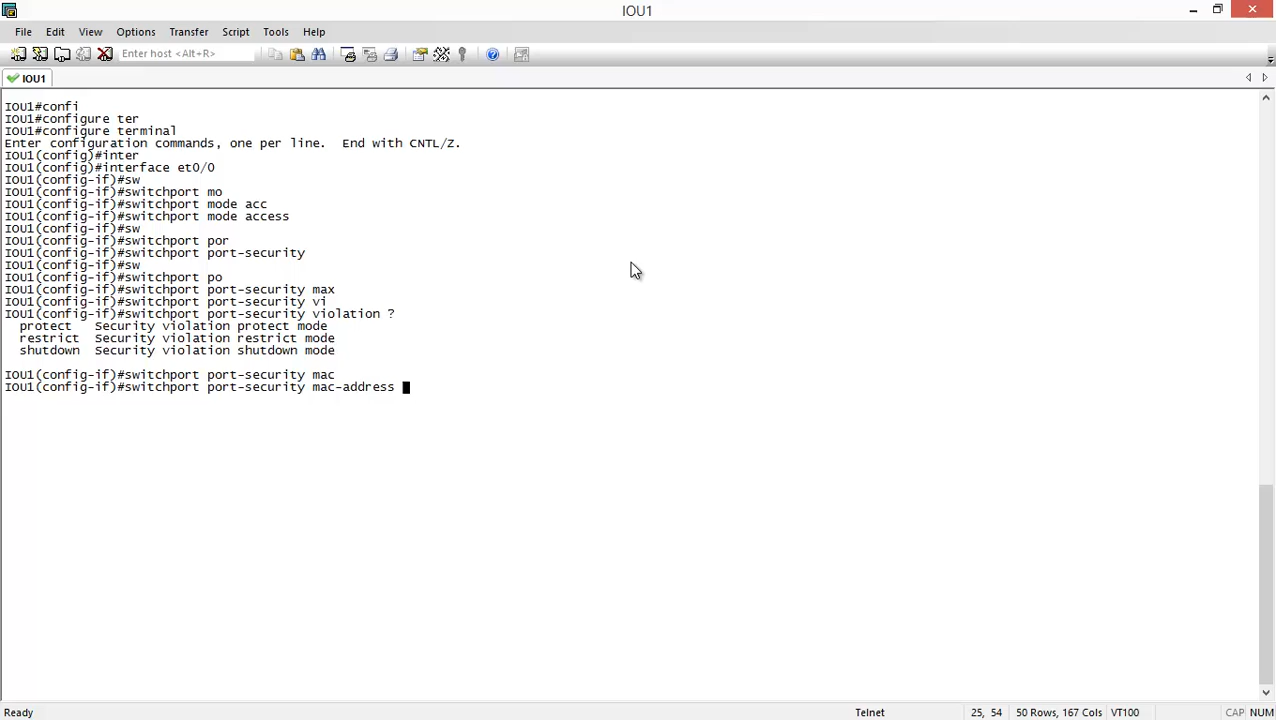 IOU1
File Edit View Options Transfer Script Tools Help
Enter host <Alt+R>
IOU1
IOU1#confi
IOU1#configure ter
IOU1#configure terminal
Enter configuration commands, one per line.  End with CNTL/Z.
IOU1(config)#inter
IOU1(config)#interface et0/0
IOU1(config-if)#sw
IOU1(config-if)#switchport mo
IOU1(config-if)#switchport mode acc
IOU1(config-if)#switchport mode access
IOU1(config-if)#sw
IOU1(config-if)#switchport por
IOU1(config-if)#switchport port-security
IOU1(config-if)#sw
IOU1(config-if)#switchport po
IOU1(config-if)#switchport port-security max
IOU1(config-if)#switchport port-security vi
IOU1(config-if)#switchport port-security violation ?
protect   Security violation protect mode
restrict  Security violation restrict mode
shutdown  Security violation shutdown mode
IOU1(config-if)#switchport port-security mac
IOU1(config-if)#switchport port-security mac-address
Ready Telnet 25, 54 50 Rows, 167 Cols VT100 CAP NUM